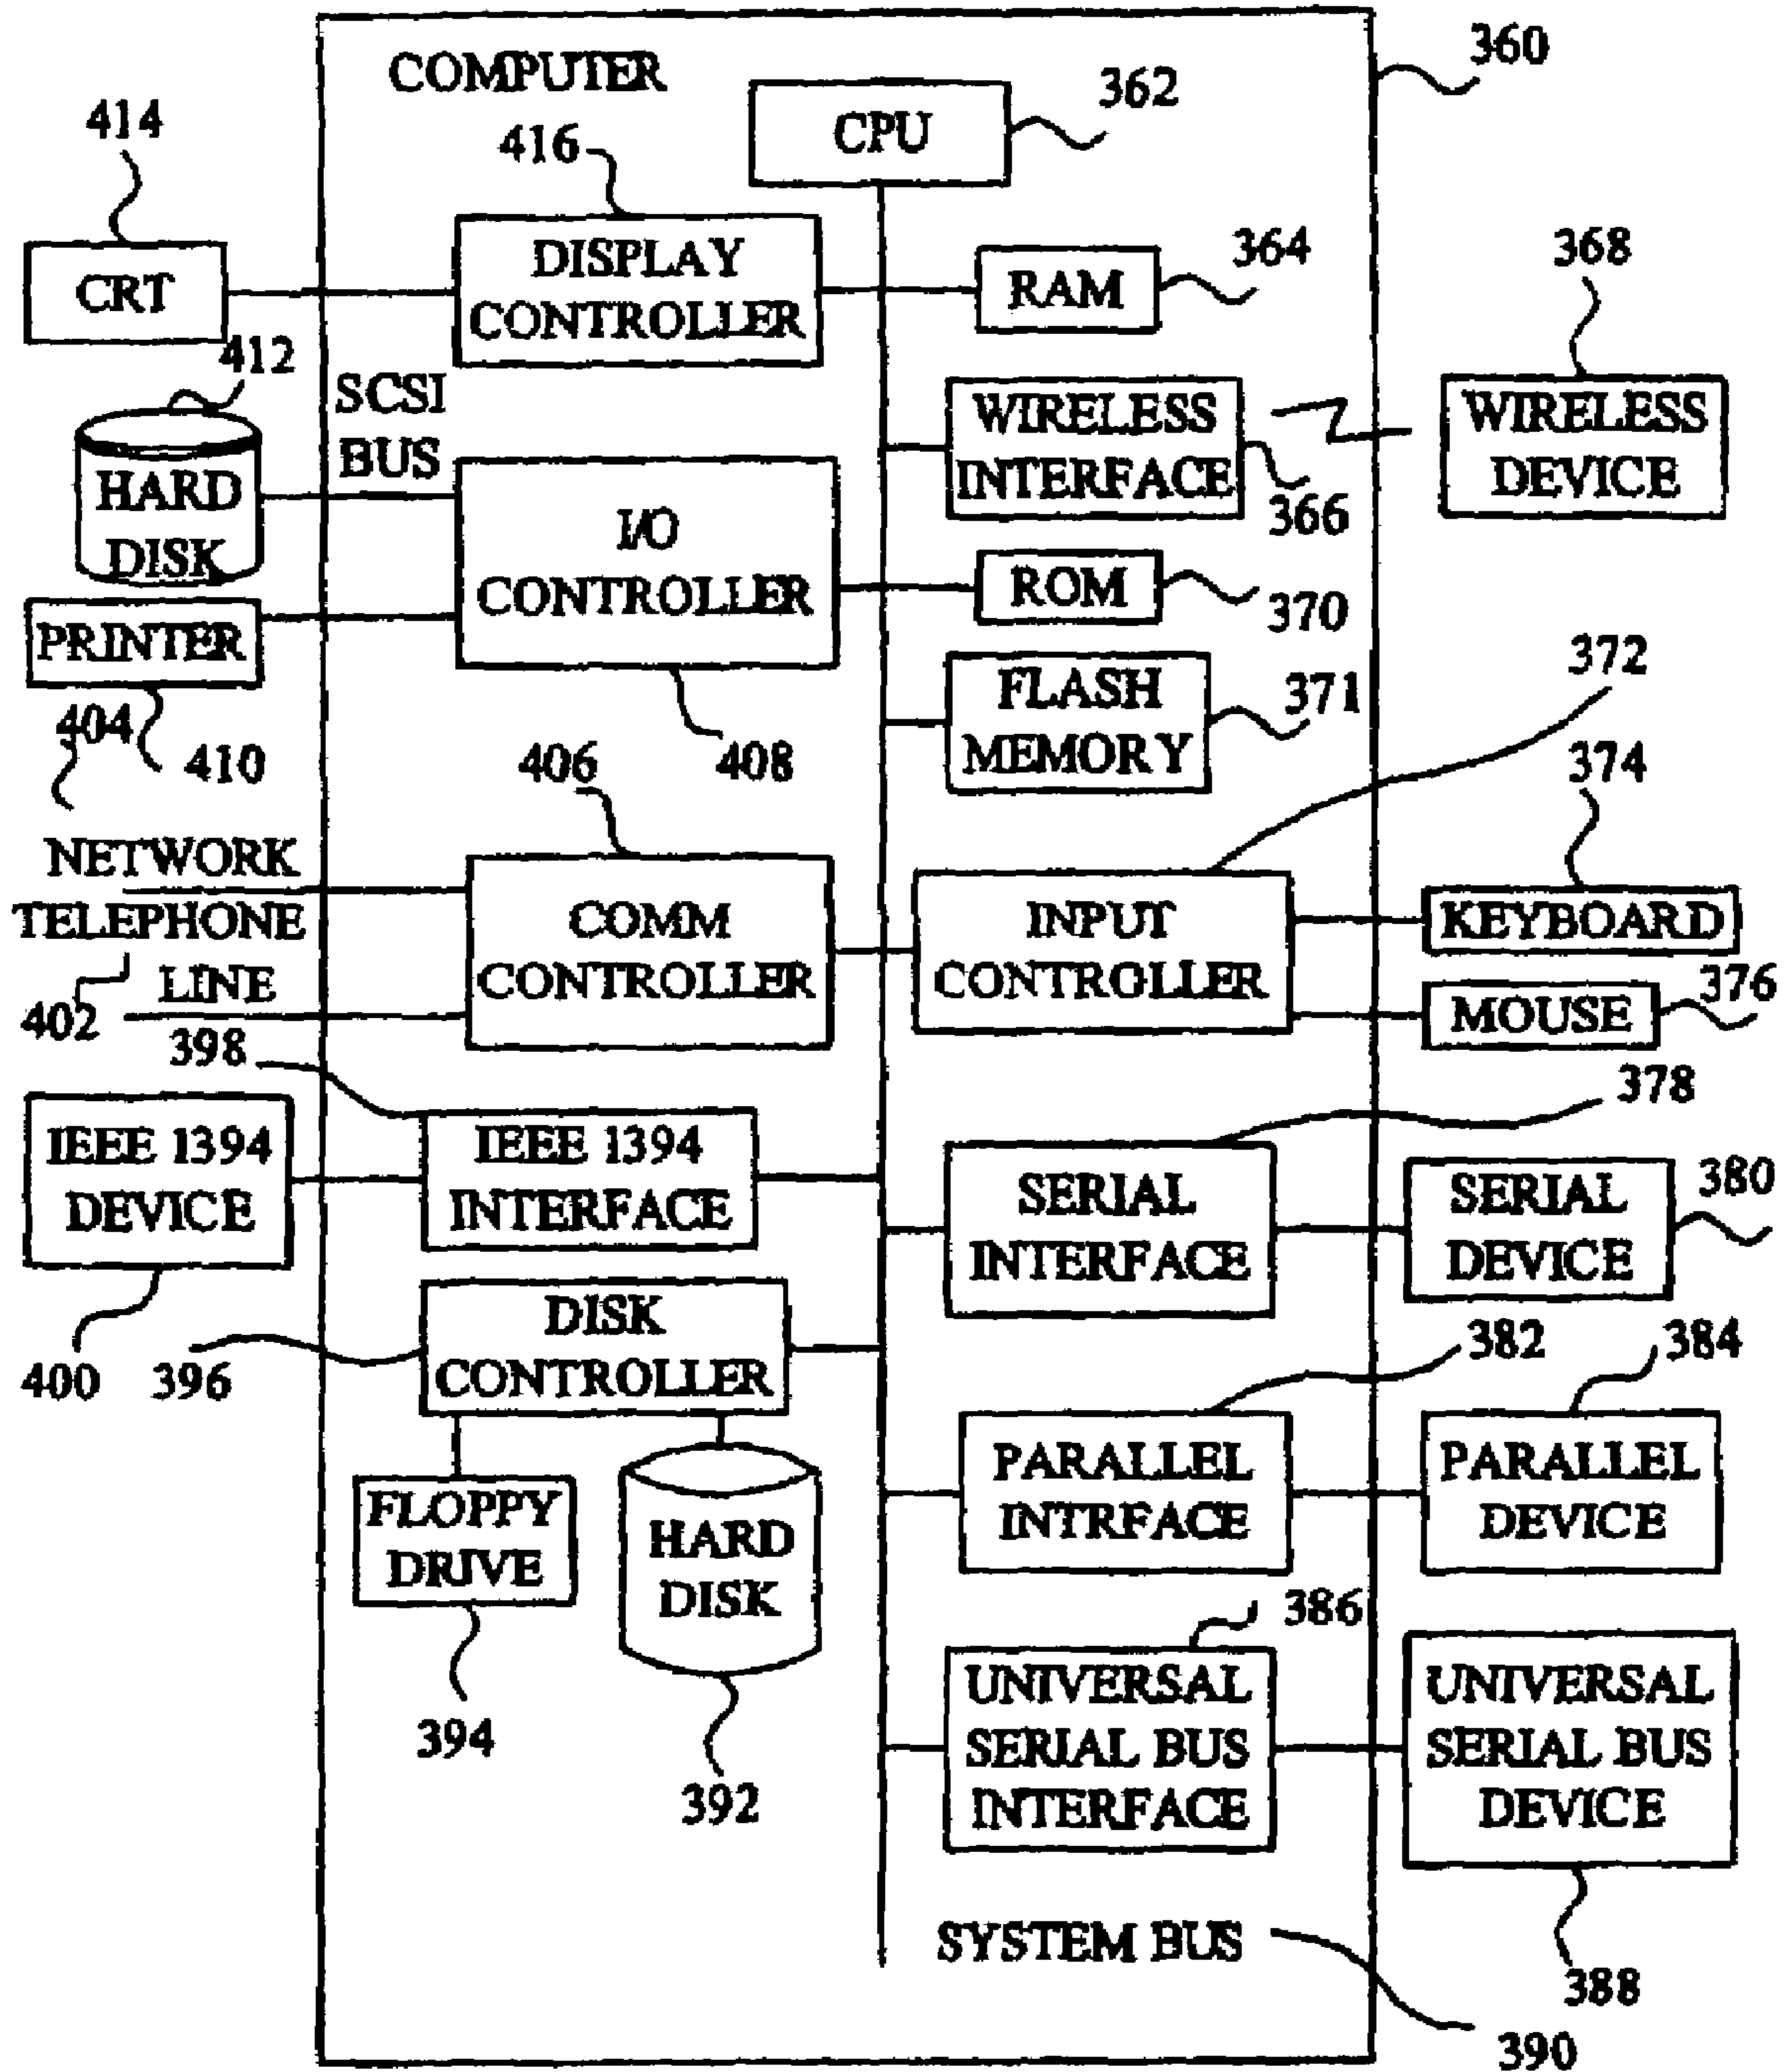 COMPUTER
360
414
416
CPU
362
CRT
DISPLAY
CONTROLLER
RAM
364
368
412
SCSI
BUS
HARD
DISK
WIRELESS
INTERFACE
366
WIRELESS
DEVICE
I/O
CONTROLLER
ROM
370
PRINTER
404
410
408
FLASH
MEMORY
371
372
406
374
NETWORK
TELEPHONE
LINE
402
COMM
CONTROLLER
INPUT
CONTROLLER
KEYBOARD
MOUSE
376
398
378
IEEE 1394
DEVICE
IEEE 1394
INTERFACE
SERIAL
INTERFACE
SERIAL
DEVICE
380
400
396
DISK
CONTROLLER
382
384
FLOPPY
DRIVE
HARD
DISK
PARALLEL
INTRFACE
PARALLEL
DEVICE
394
392
386
UNIVERSAL
SERIAL BUS
INTERFACE
UNIVERSAL
SERIAL BUS
DEVICE
SYSTEM BUS
388
390